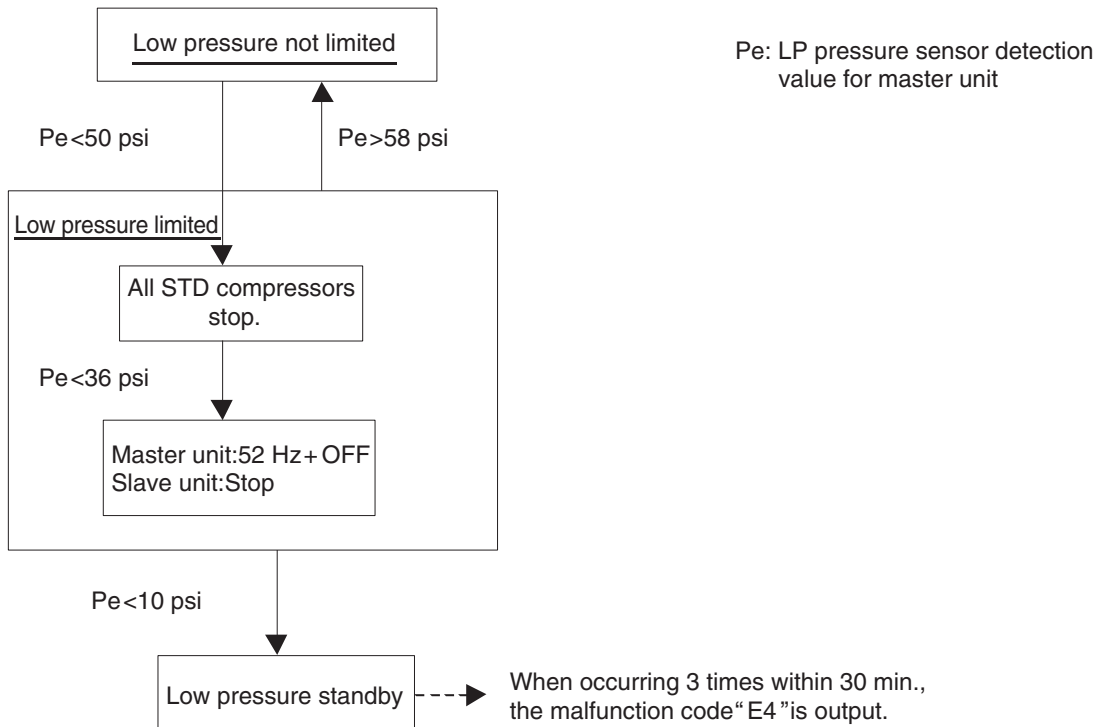 Low pressure not limited
Pe: LP pressure sensor detection
value for master unit
Pe<50 psi
Pe>58 psi
Low pressure limited
All STD compressors
stop.
Pe<36 psi
Master unit:52 Hz+OFF
Slave unit:Stop
Pe<10 psi
Low pressure standby
When occurring 3 times within 30 min.,
the malfunction code“E4”is output.